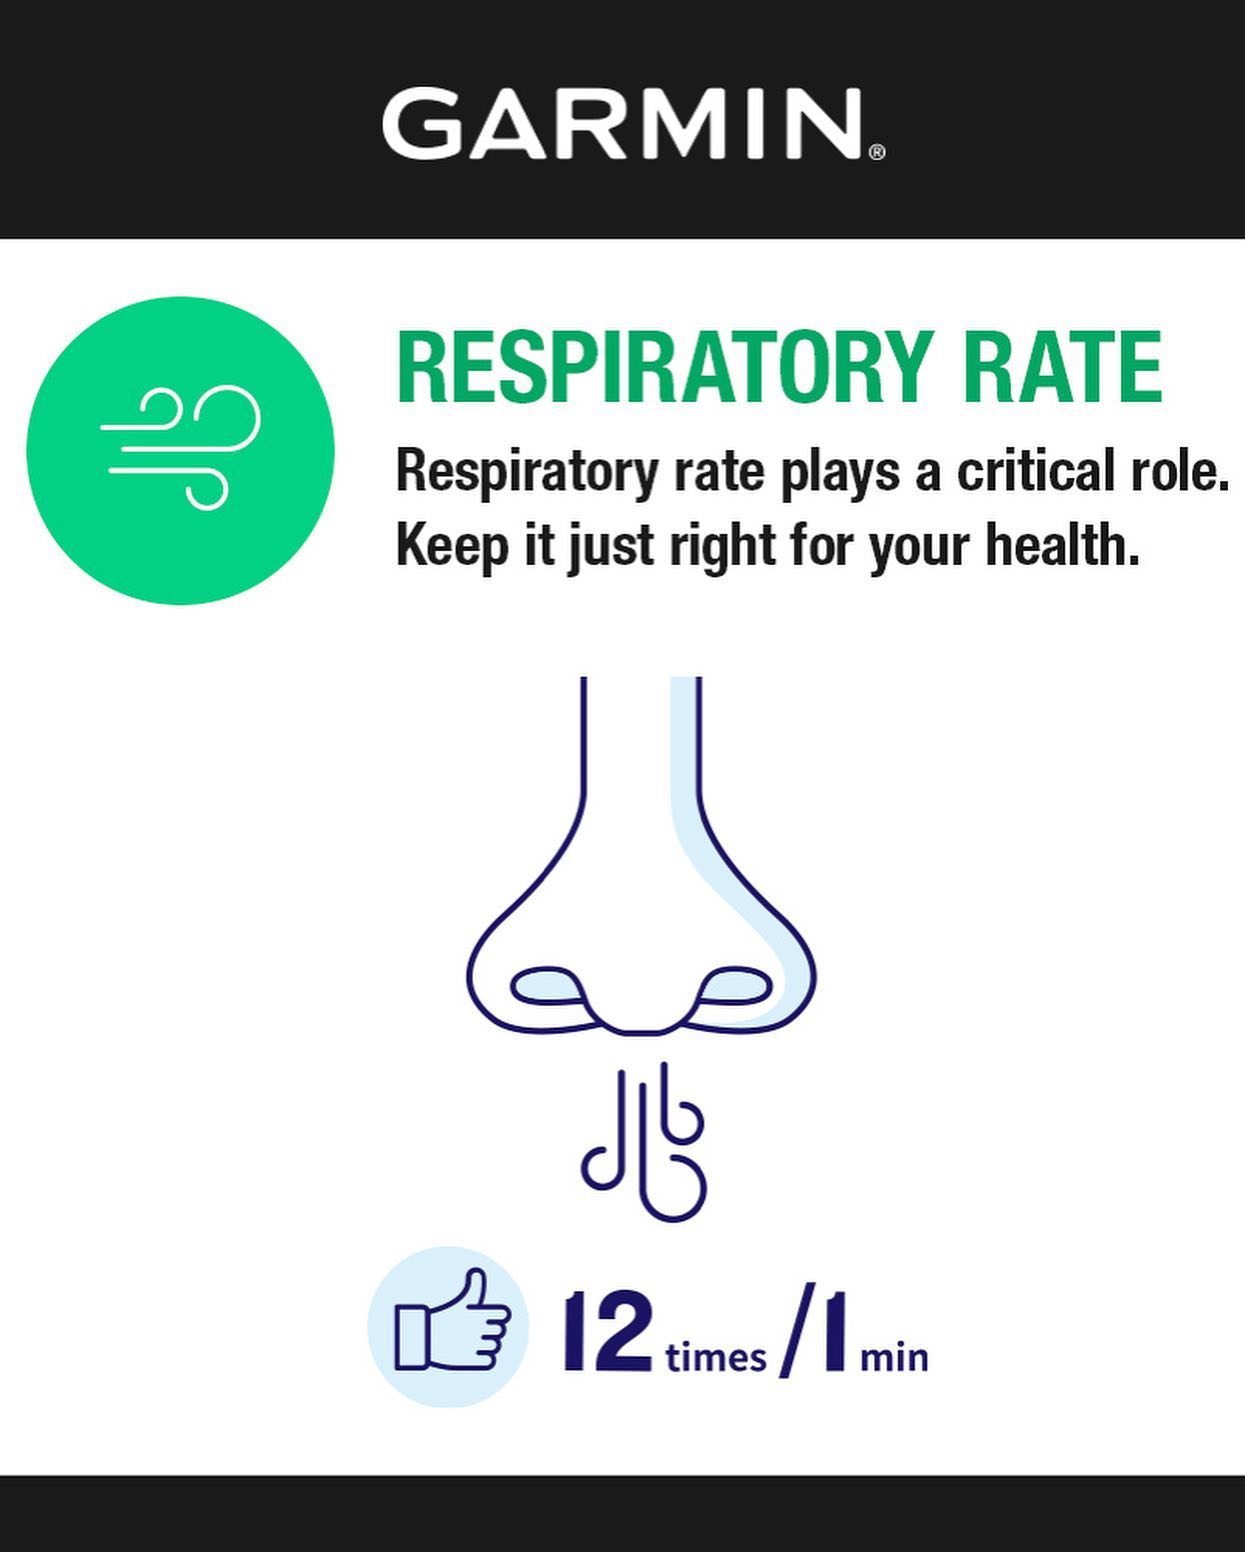 GARMIN®
RESPIRATORY RATE
Respiratory rate plays a critical role.
Keep it just right for your health.
12 times /1 min